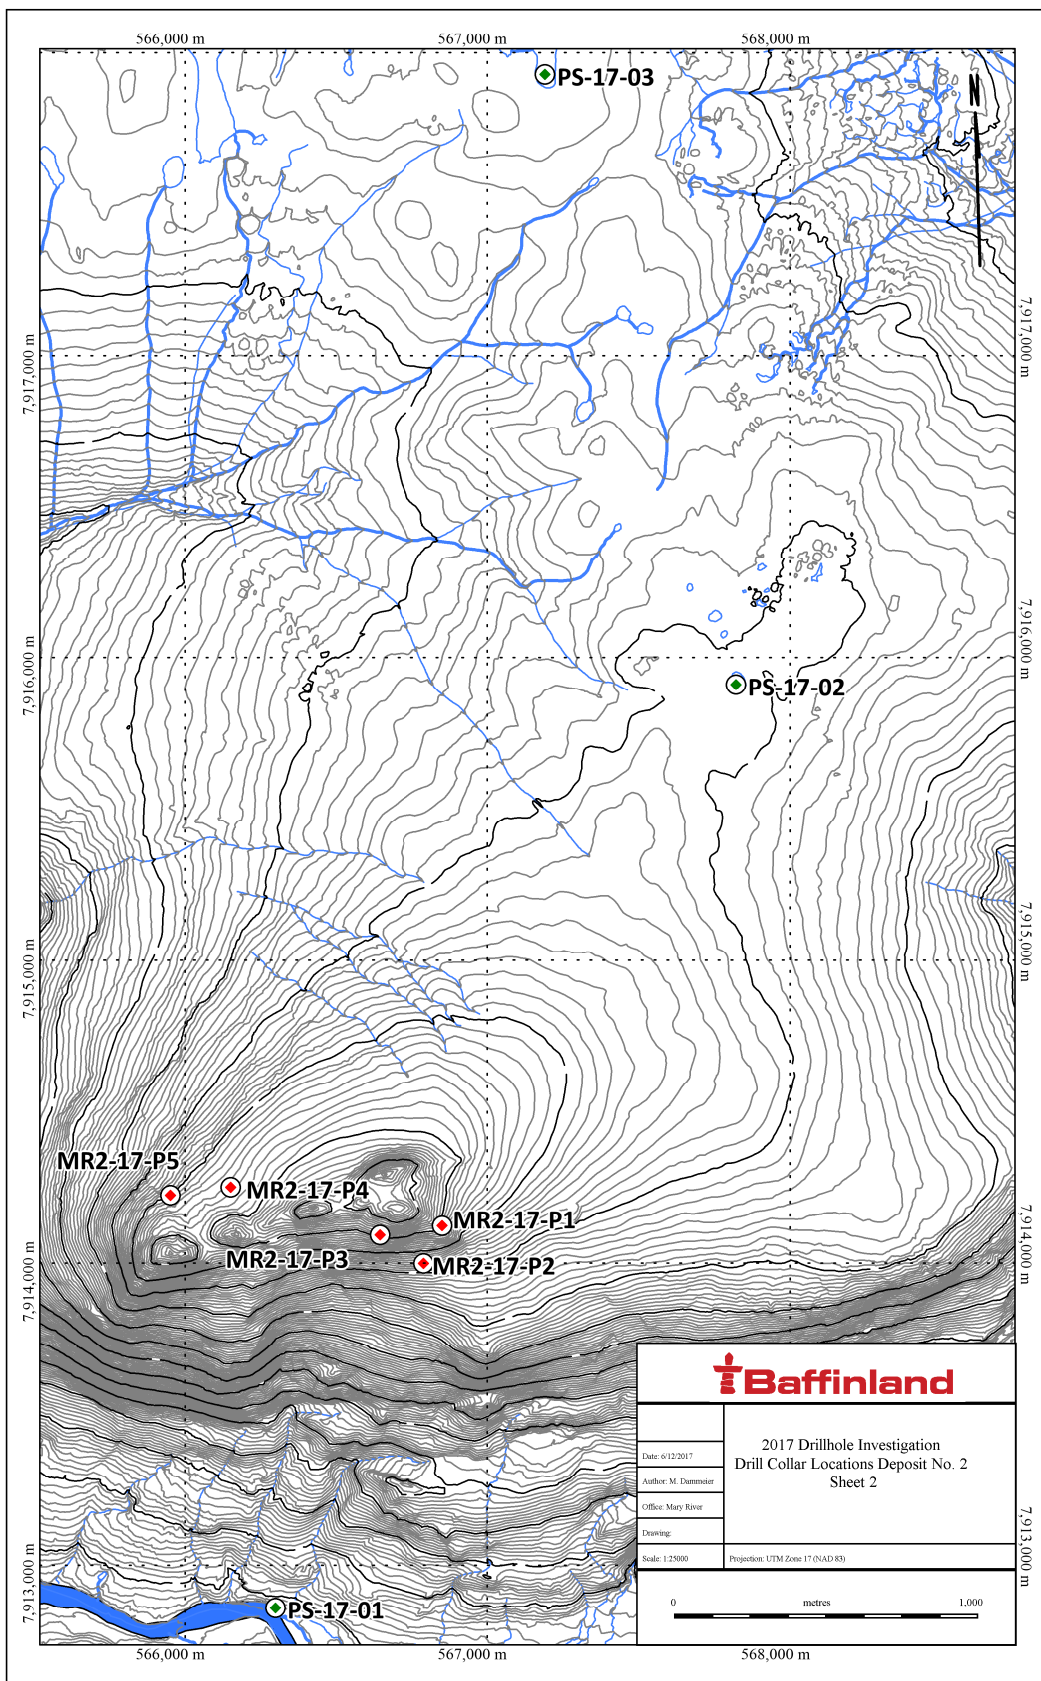 566,000 m
567,000 m
568,000 m
PS-17-03
N
7,917,000 m
7,917,000 m
7,916,000 m
7,916,000 m
PS-17-02
7,915,000 m
7,915,000 m
MR2-17-P5
MR2-17-P4
MR2-17-P1
MR2-17-P3
MR2-17-P2
7,914,000 m
7,914,000 m
Baffinland
2017 Drillhole Investigation
Drill Collar Locations Deposit No. 2
Sheet 2
Date: 6/12/2017
Author: M. Dammeier
Office: Mary River
Drawing:
Scale: 1:25000
Projection: UTM Zone 17 (NAD 83)
7,913,000 m
7,913,000 m
PS-17-01
0
metres
1,000
566,000 m
567,000 m
568,000 m